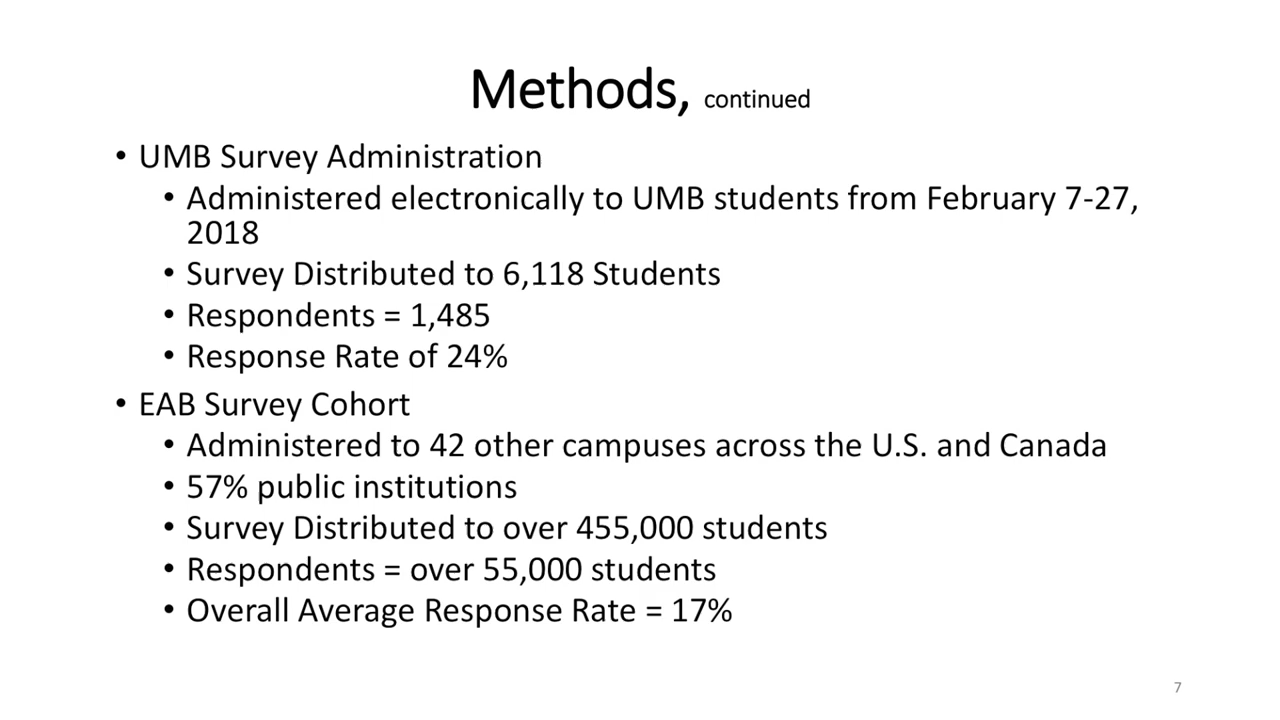 Methods, continued
• UMB Survey Administration
• Administered electronically to UMB students from February 7-27,
2018
• Survey Distributed to 6,118 Students
• Respondents = 1,485
• Response Rate of 24%
• EAB Survey Cohort
• Administered to 42 other campuses across the U.S. and Canada
• 57% public institutions
• Survey Distributed to over 455,000 students
• Respondents = over 55,000 students
• Overall Average Response Rate = 17%
7